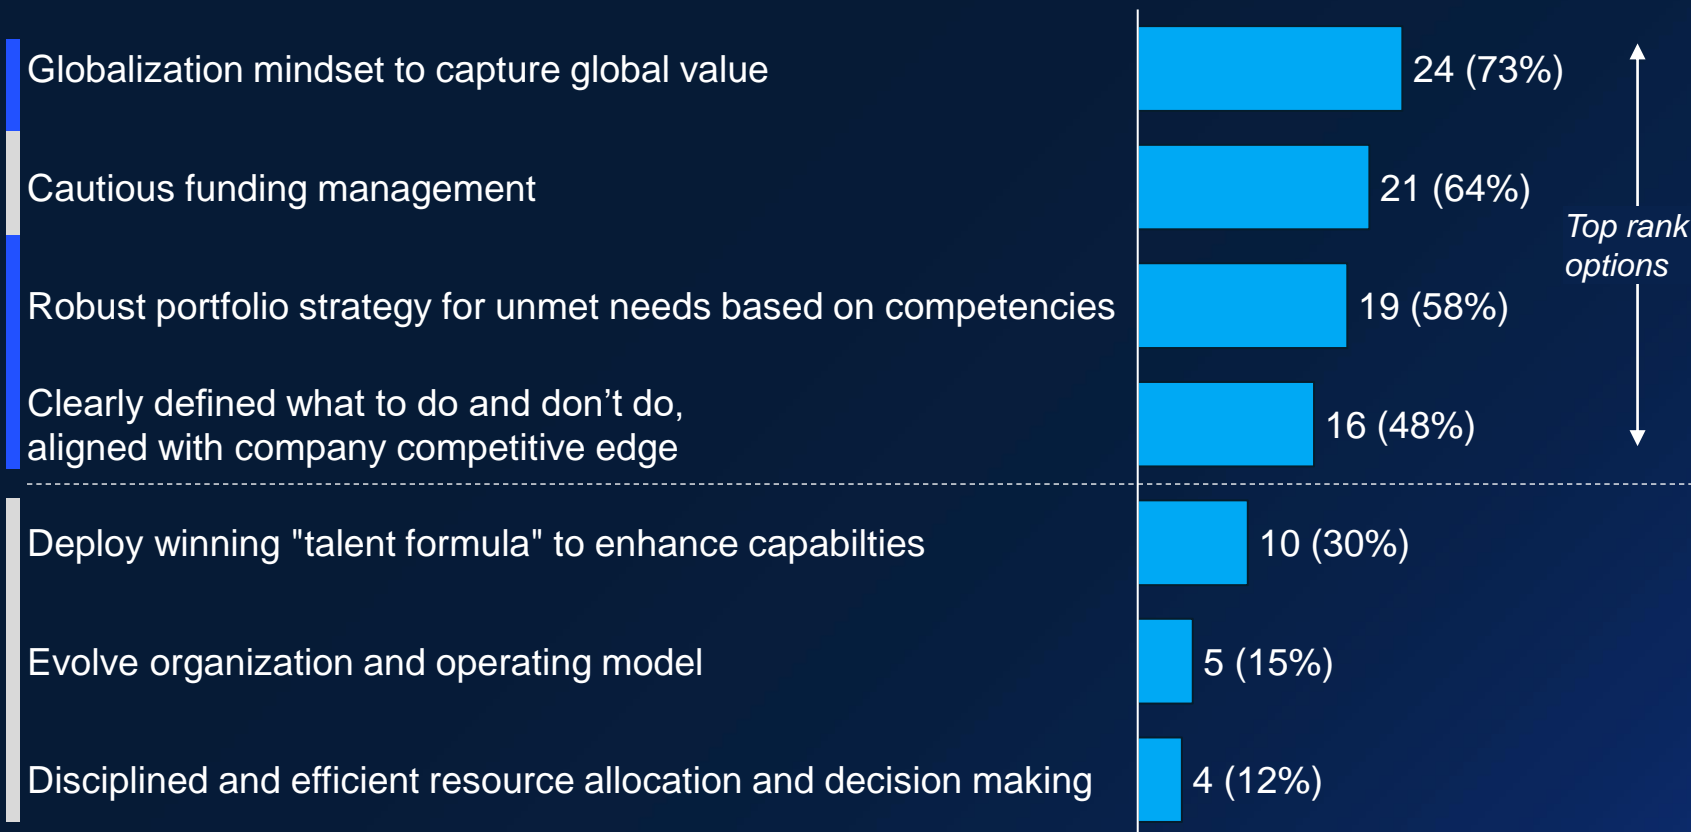 Globalization mindset to capture global value
24 (73%)
Cautious funding management
21 (64%)
Top rank
options
Robust portfolio strategy for unmet needs based on competencies
19 (58%)
Clearly defined what to do and don’t do,
aligned with company competitive edge
16 (48%)
Deploy winning "talent formula" to enhance capabilties
10 (30%)
Evolve organization and operating model
5 (15%)
Disciplined and efficient resource allocation and decision making
4 (12%)